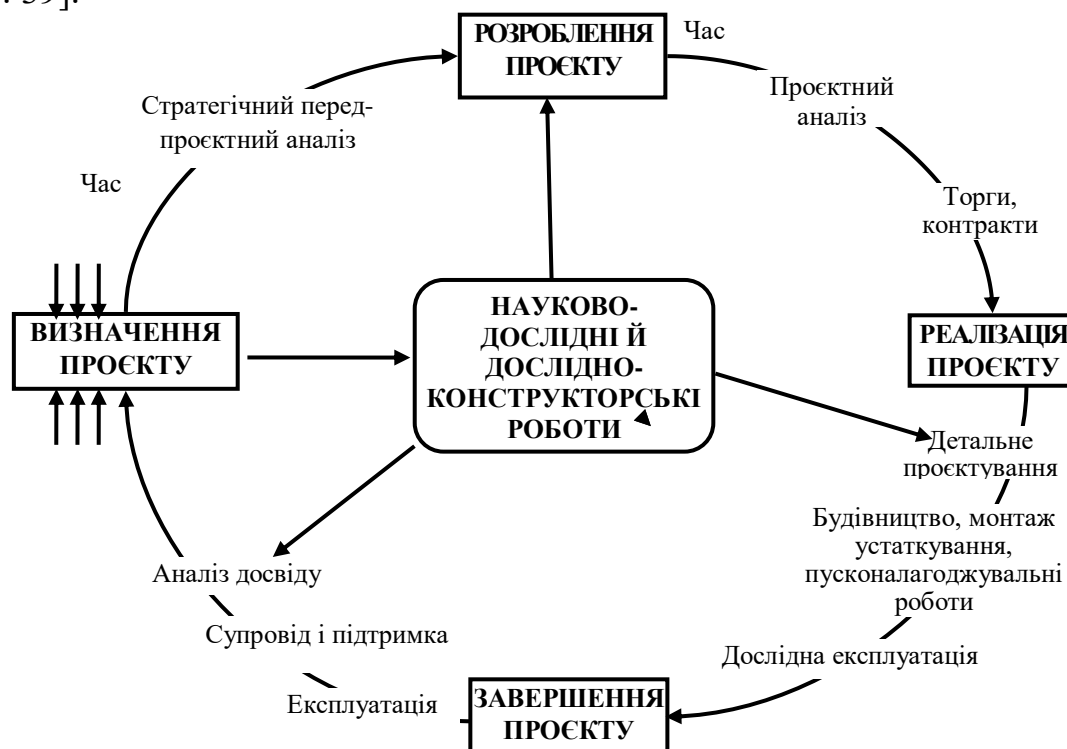 . 39].
РОЗРОБЛЕННЯ
ПРОЄКТУ
Час
Проєктний
аналіз
Стратегічний перед-
проєктний аналіз
Час
Торги,
контракти
ВИЗНАЧЕННЯ
ПРОЄКТУ
НАУКОВО-
ДОСЛІДНІ Й
ДОСЛІДНО-
КОНСТРУКТОРСЬКІ
РОБОТИ
РЕАЛІЗАЦІЯ
ПРОЄКТУ
Детальне
проєктування
Будівництво, монтаж
устаткування,
пусконалагоджувальні
роботи
Аналіз досвіду
Супровід і підтримка
Дослідна експлуатація
Експлуатація
ЗАВЕРШЕННЯ
ПРОЄКТУ